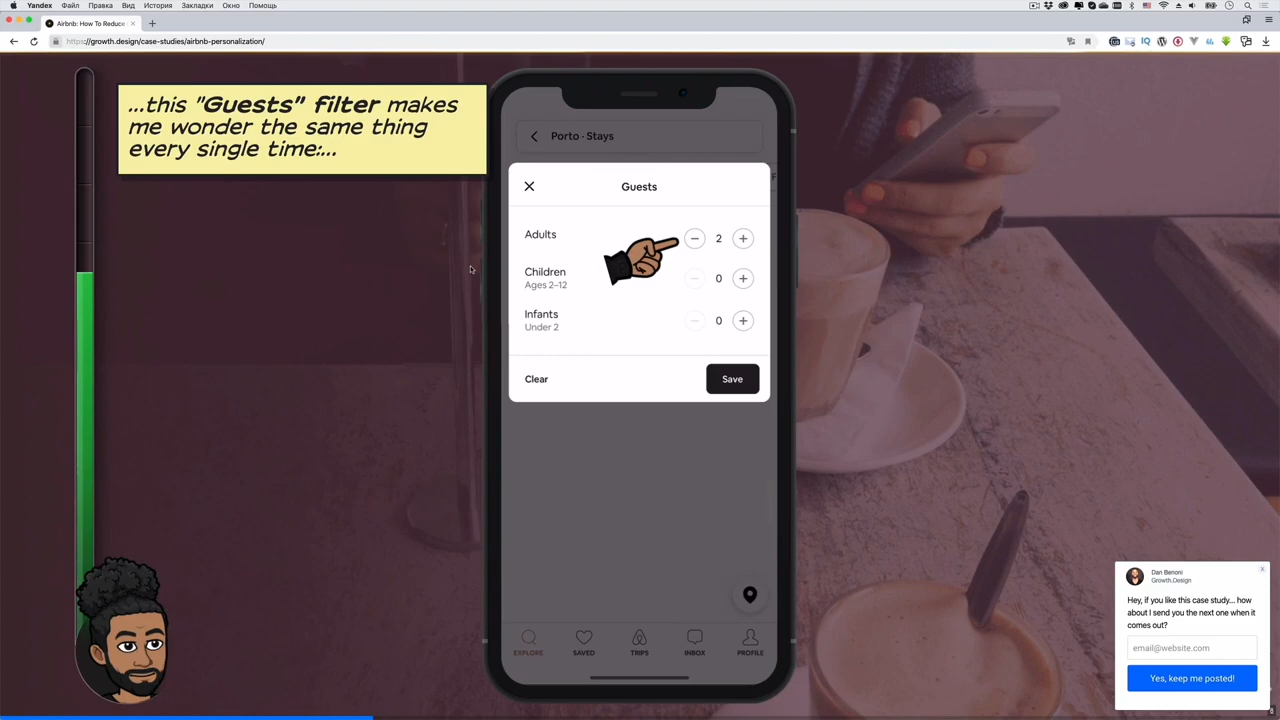 Yandex Файл Правка Вид История Закладки Окно Помощь
Airbnb: How To Reduce
https://growth.design/case-studies/airbnb-personalization/
...this "Guests" filter makes
me wonder the same thing
every single time:...
Porto · Stays
Guests
Adults
2
Children
Ages 2–12
0
Infants
Under 2
0
Clear
Save
EXPLORE
SAVED
TRIPS
INBOX
PROFILE
x
Dan Benoni
Growth.Design
Hey, if you like this case study... how
about I send you the next one when it
comes out?
email@website.com
Yes, keep me posted!